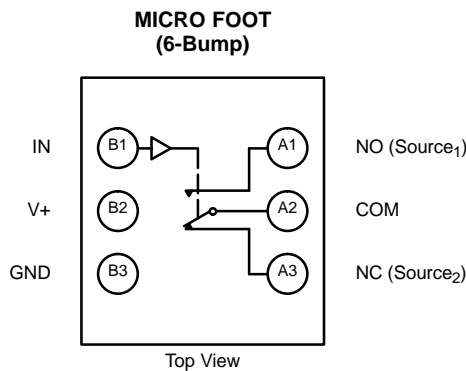 MICRO FOOT
(6-Bump)
IN B1 A1 NO (Source1)
V+ B2 A2 COM
GND B3 A3 NC (Source2)
Top View